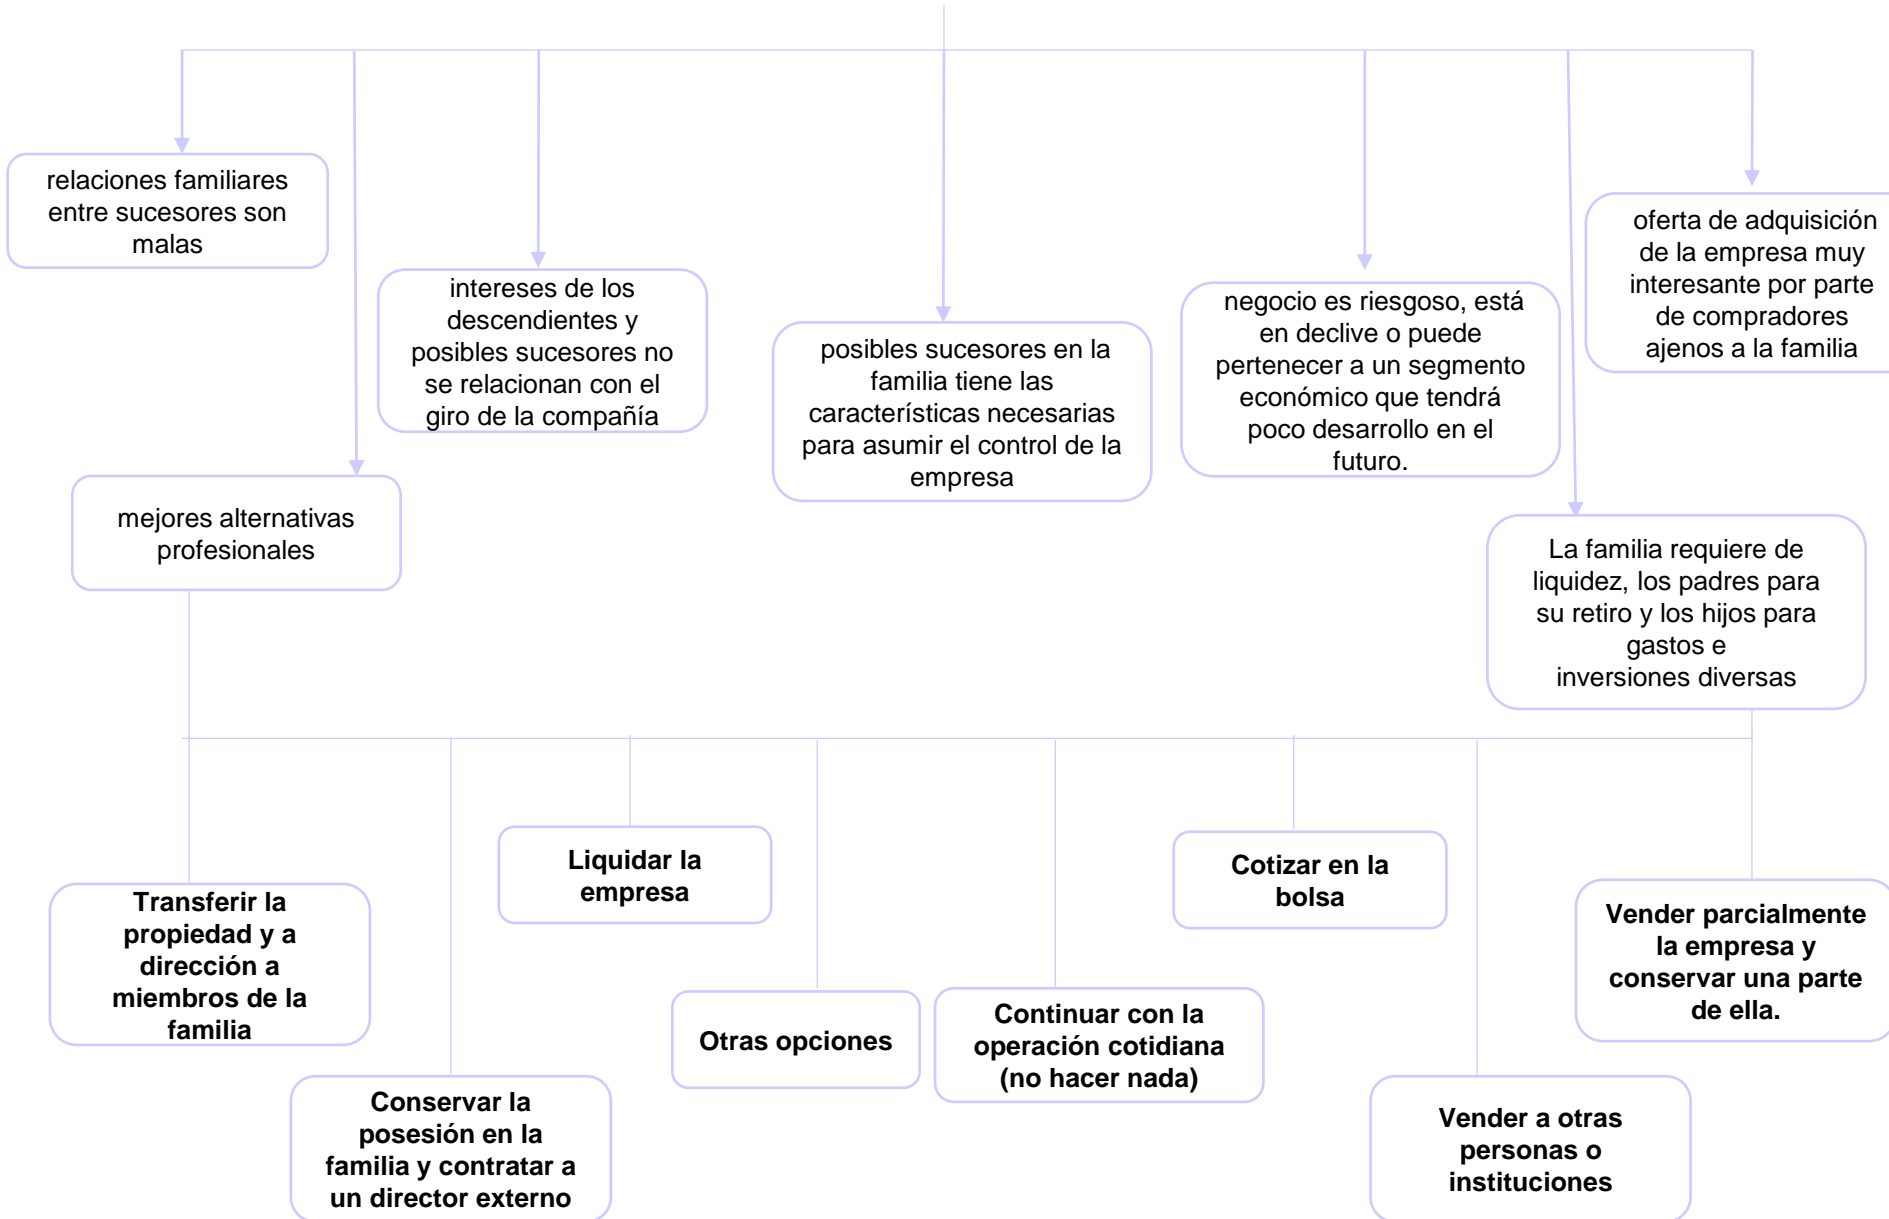 relaciones familiares
entre sucesores son
malas
intereses de los
descendientes y
posibles sucesores no
se relacionan con el
giro de la compañía
posibles sucesores en la
familia tiene las
características necesarias
para asumir el control de la
empresa
negocio es riesgoso, está
en declive o puede
pertenecer a un segmento
económico que tendrá
poco desarrollo en el
futuro.
oferta de adquisición
de la empresa muy
interesante por parte
de compradores
ajenos a la familia
mejores alternativas
profesionales
La familia requiere de
liquidez, los padres para
su retiro y los hijos para
gastos e
inversiones diversas
Transferir la
propiedad y a
dirección a
miembros de la
familia
Conservar la
posesión en la
familia y contratar a
un director externo
Liquidar la
empresa
Otras opciones
Continuar con la
operación cotidiana
(no hacer nada)
Cotizar en la
bolsa
Vender a otras
personas o
instituciones
Vender parcialmente
la empresa y
conservar una parte
de ella.